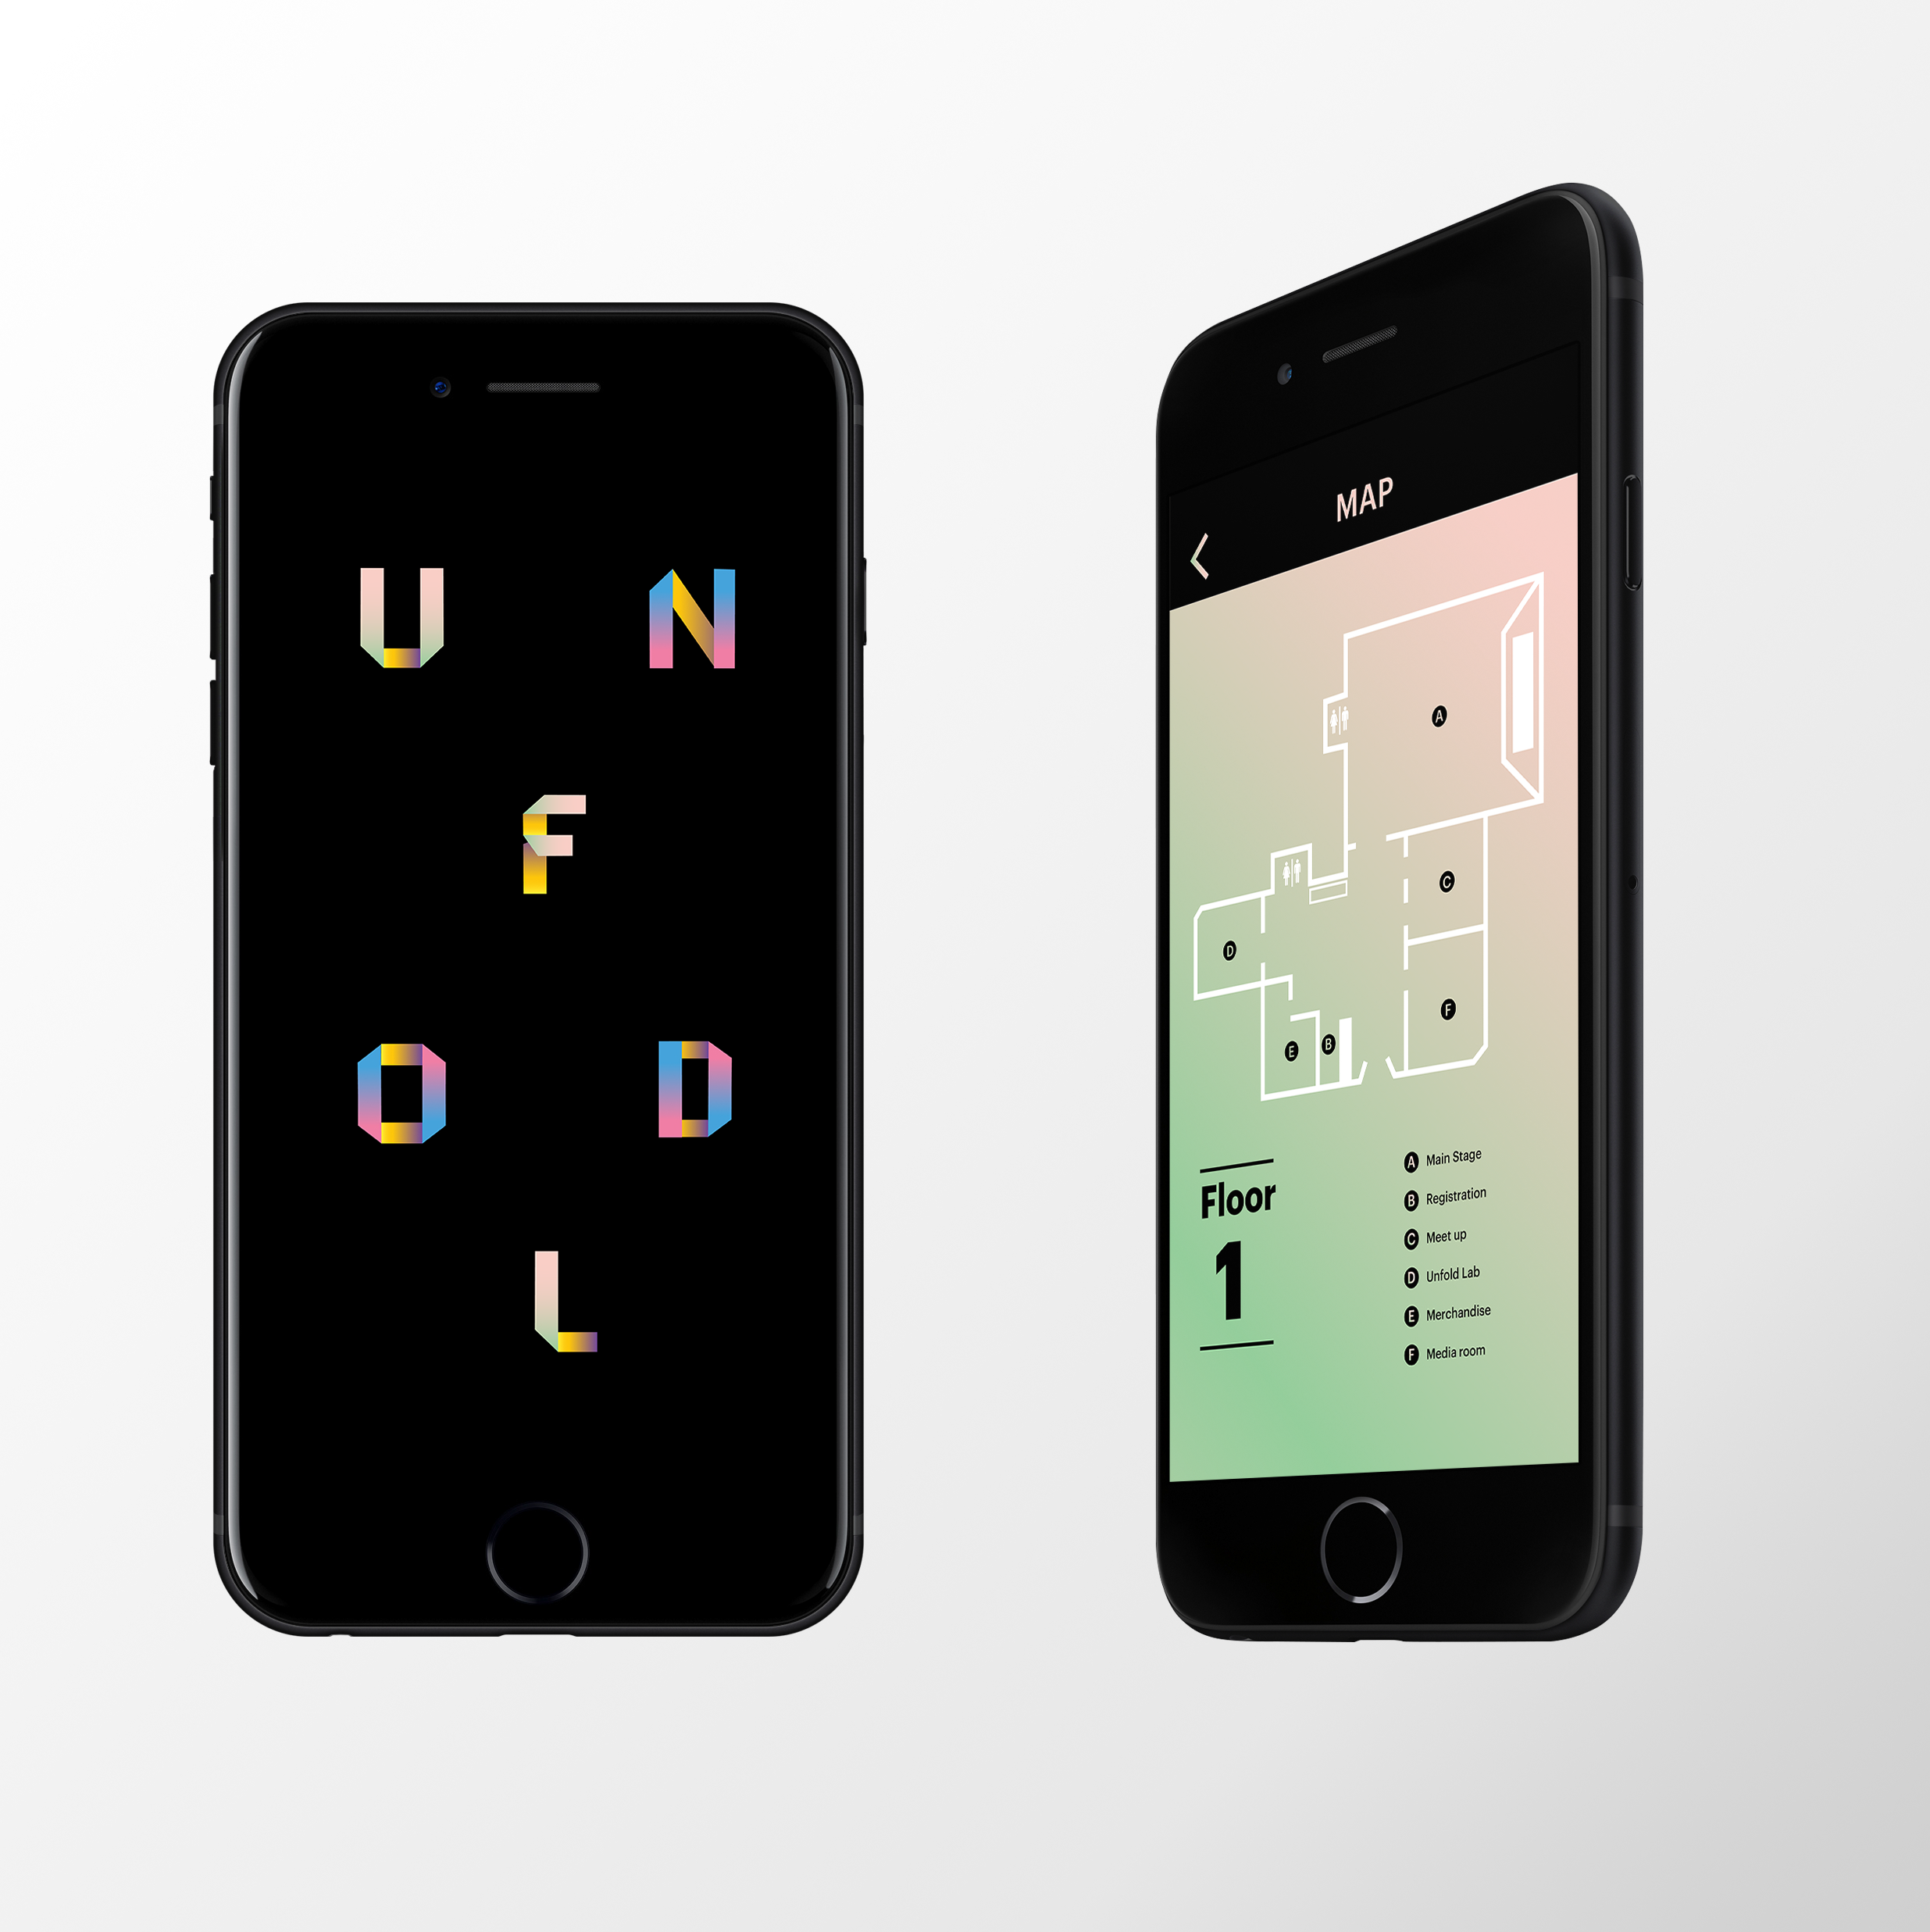 U N
F
O D
L
MAP
A
C
D
F
E B
Floor
1
A Main Stage
B Registration
C Meet up
D Unfold Lab
E Merchandise
F Media room